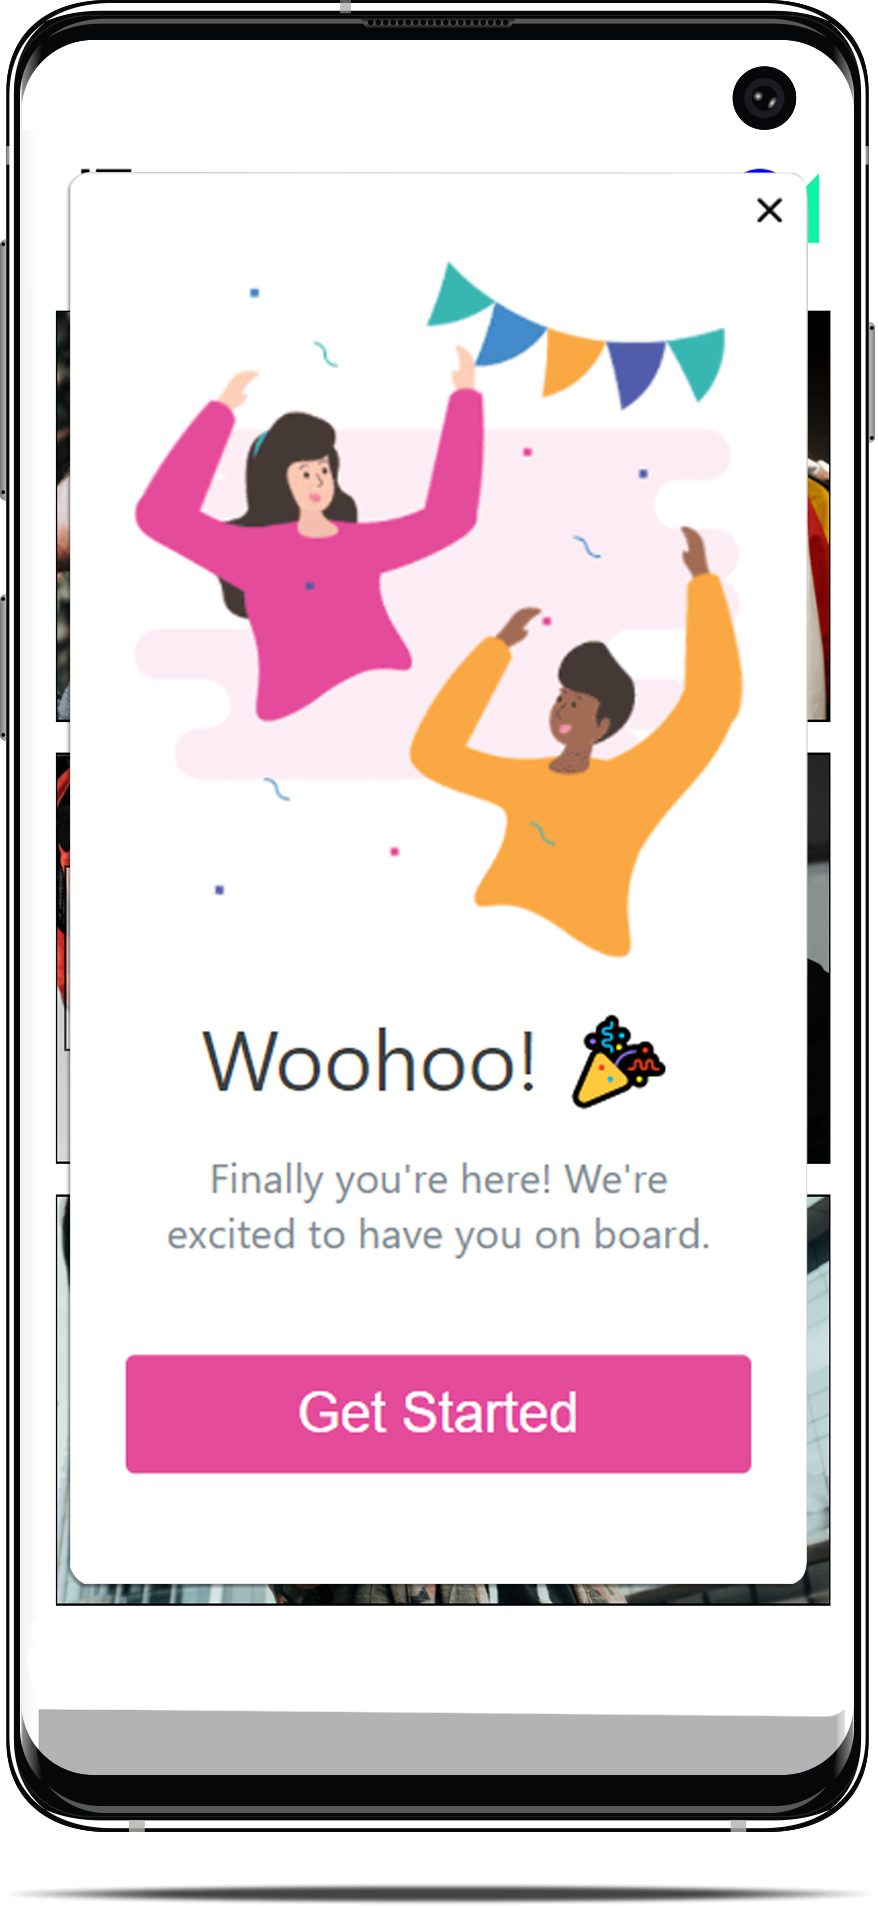 Woohoo! 🎉
Finally you're here! We're
excited to have you on board.
Get Started